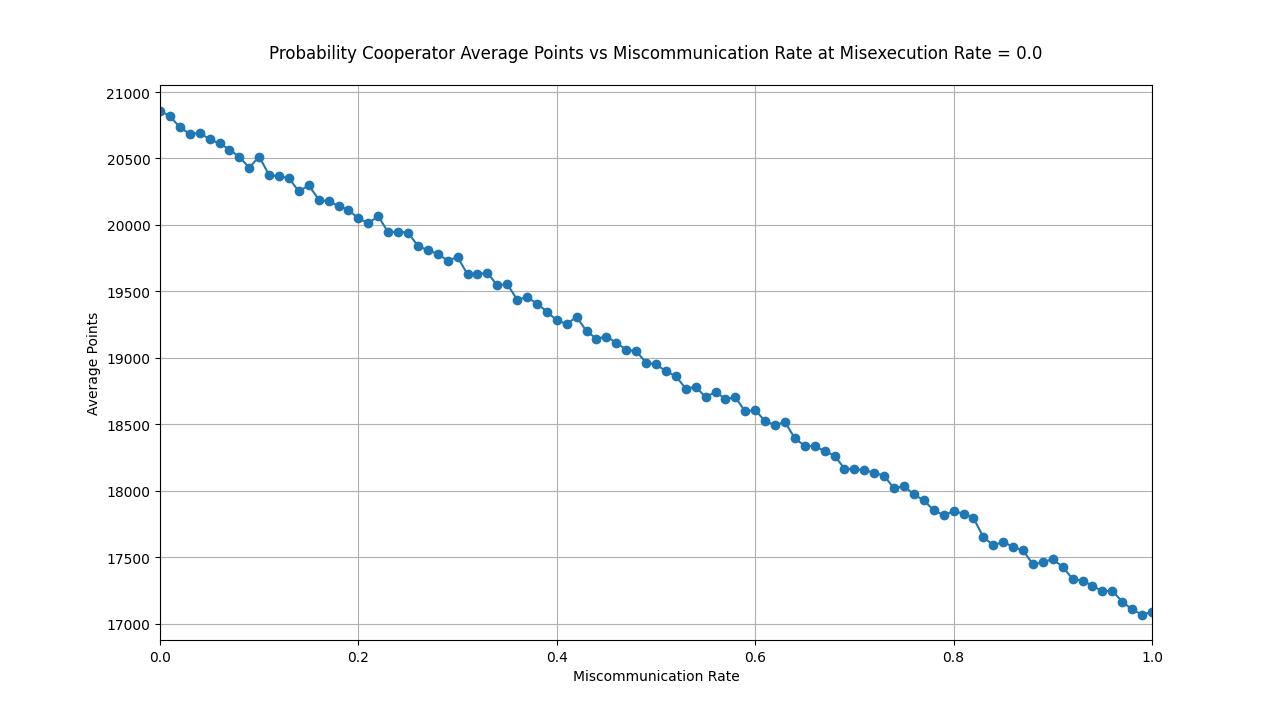 Probability Cooperator Average Points vs Miscommunication Rate at Misexecution Rate = 0.0
21000
20500
20000
19500
19000
18500
18000
17500
17000
Average Points
0.0 0.2 0.4 0.6 0.8 1.0
Miscommunication Rate